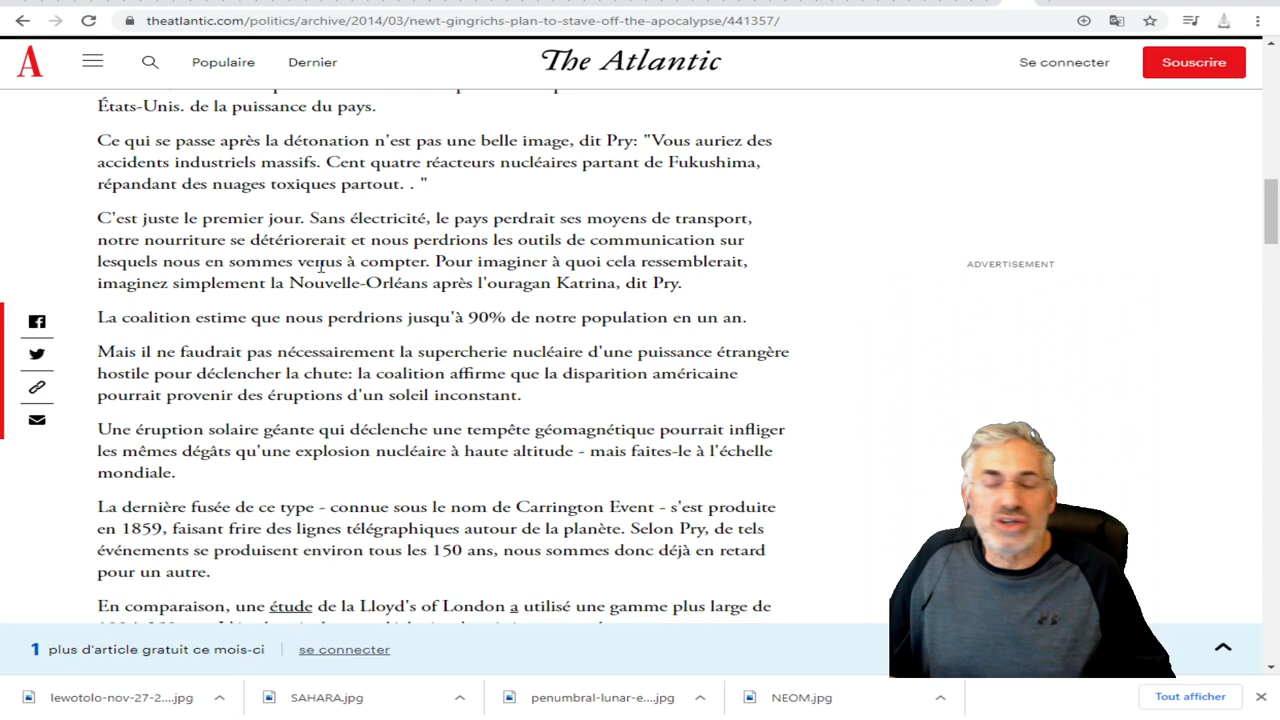 theatlantic.com/politics/archive/2014/03/newt-gingrichs-plan-to-stave-off-the-apocalypse/441357/
A
Populaire
Dernier
The Atlantic
Se connecter
Souscrire
États-Unis. de la puissance du pays.
Ce qui se passe après la détonation n'est pas une belle image, dit Pry: "Vous auriez des
accidents industriels massifs. Cent quatre réacteurs nucléaires partant de Fukushima,
répandant des nuages toxiques partout. . "
C'est juste le premier jour. Sans électricité, le pays perdrait ses moyens de transport,
notre nourriture se détériorerait et nous perdrions les outils de communication sur
lesquels nous en sommes venus à compter. Pour imaginer à quoi cela ressemblerait,
imaginez simplement la Nouvelle-Orléans après l'ouragan Katrina, dit Pry.
ADVERTISEMENT
La coalition estime que nous perdrions jusqu'à 90% de notre population en un an.
Mais il ne faudrait pas nécessairement la supercherie nucléaire d'une puissance étrangère
hostile pour déclencher la chute: la coalition affirme que la disparition américaine
pourrait provenir des éruptions d'un soleil inconstant.
Une éruption solaire géante qui déclenche une tempête géomagnétique pourrait infliger
les mêmes dégâts qu'une explosion nucléaire à haute altitude - mais faites-le à l'échelle
mondiale.
La dernière fusée de ce type - connue sous le nom de Carrington Event - s'est produite
en 1859, faisant frire des lignes télégraphiques autour de la planète. Selon Pry, de tels
événements se produisent environ tous les 150 ans, nous sommes donc déjà en retard
pour un autre.
En comparaison, une étude de la Lloyd's of London a utilisé une gamme plus large de
1 plus d'article gratuit ce mois-ci
se connecter
lewotolo-nov-27-2....jpg
SAHARA.jpg
penumbral-lunar-e....jpg
NEOM.jpg
Tout afficher